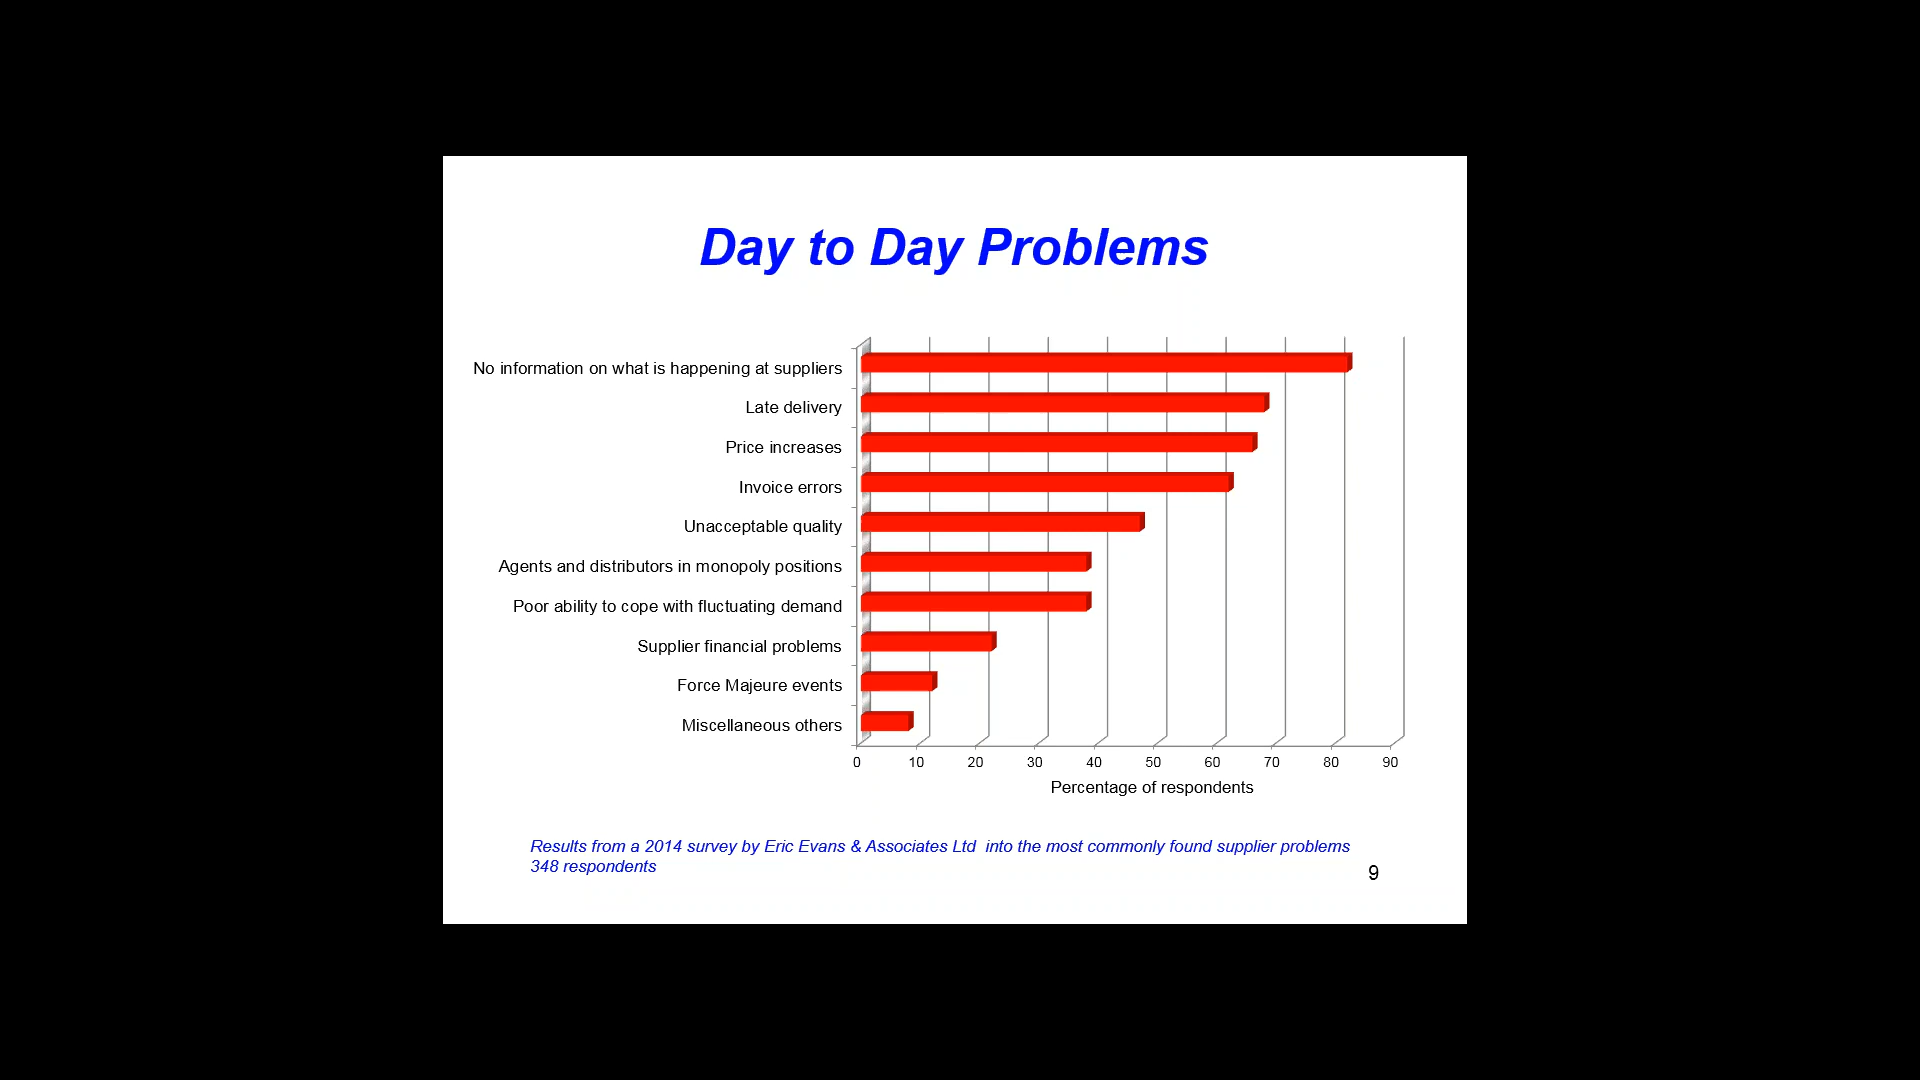 Day to Day Problems
No information on what is happening at suppliers
Late delivery
Price increases
Invoice errors
Unacceptable quality
Agents and distributors in monopoly positions
Poor ability to cope with fluctuating demand
Supplier financial problems
Force Majeure events
Miscellaneous others
0 10 20 30 40 50 60 70 80 90
Percentage of respondents
Results from a 2014 survey by Eric Evans & Associates Ltd  into the most commonly found supplier problems
348 respondents
9